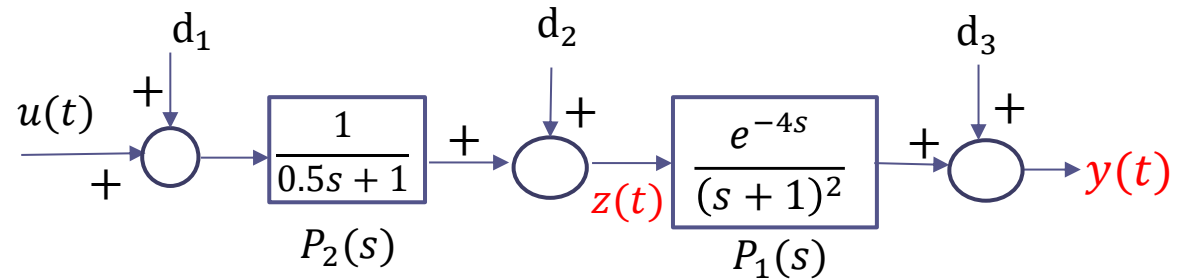 d₁
d₂
d₃
+
+
+
u(t)
+
1
0.5s + 1
+
z(t)
e⁻⁴ˢ
(s + 1)²
+
y(t)
P₂(s)
P₁(s)